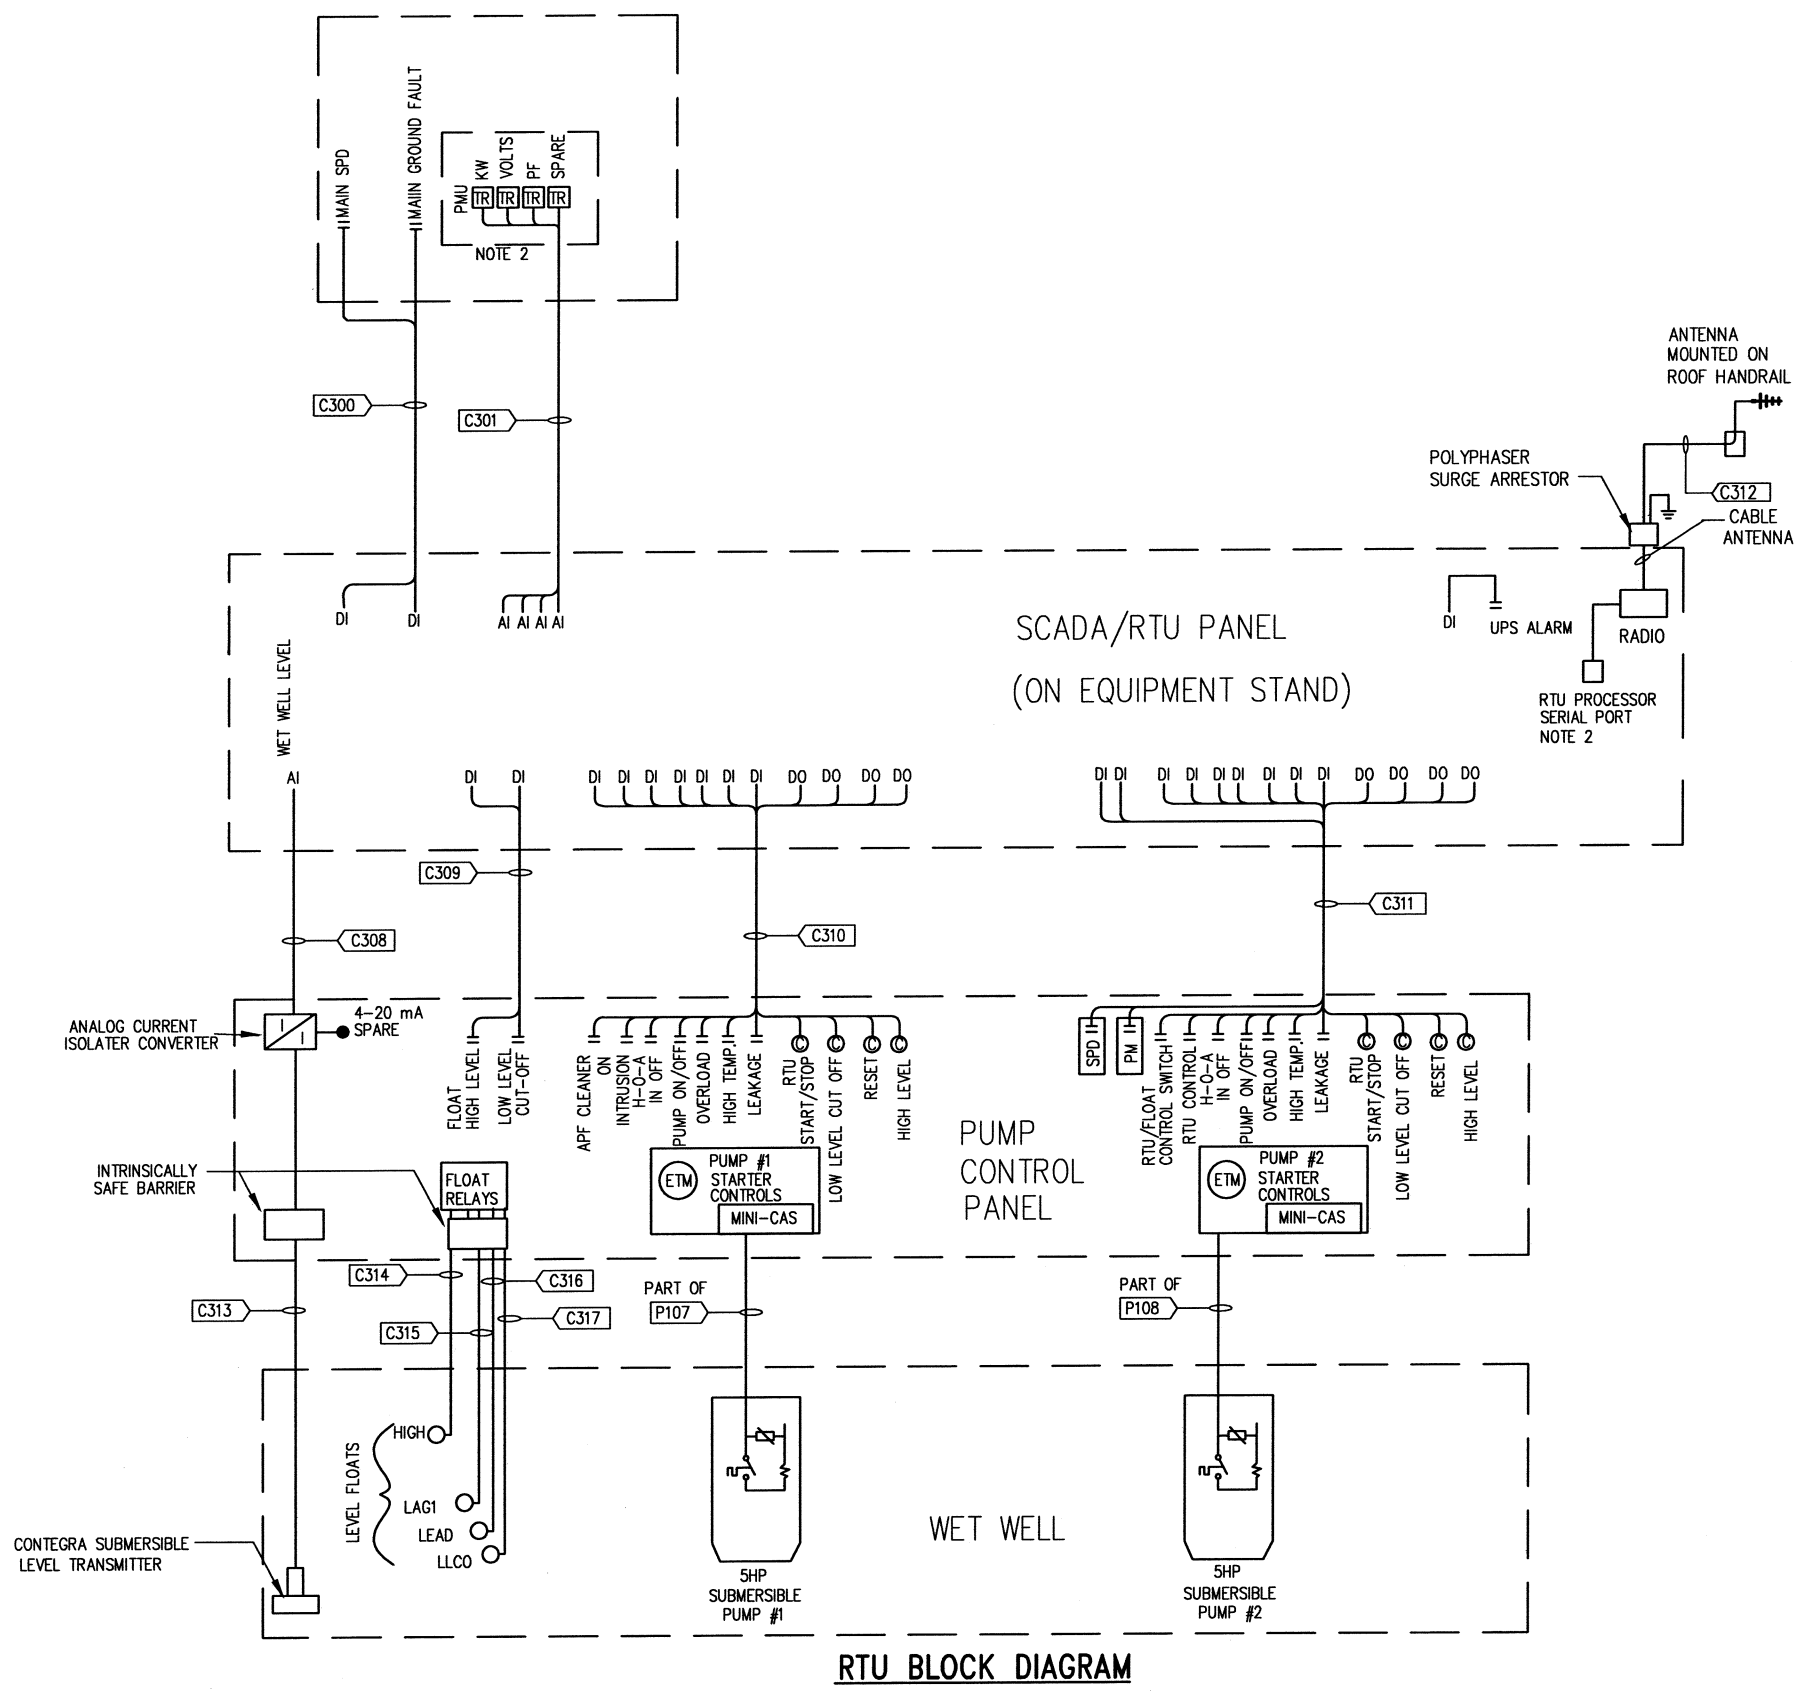 MAIN SPD
MAIIN GROUND FAULT
PMU
KW
VOLTS
PF
SPARE
TR TR TR TR
NOTE 2
C300
C301
ANTENNA
MOUNTED ON
ROOF HANDRAIL
POLYPHASER
SURGE ARRESTOR
C312
CABLE
ANTENNA
DI
DI
AI AI AI AI
SCADA/RTU PANEL
(ON EQUIPMENT STAND)
DI
UPS ALARM
RADIO
RTU PROCESSOR
SERIAL PORT
NOTE 2
WET WELL LEVEL
AI
DI DI
DI DI DI DI DI DI DI DO DO DO DO
DI DI DI DI DI DI DI DI DI DO DO DO DO
C309
C311
C308
C310
ANALOG CURRENT
ISOLATER CONVERTER
I
I
4-20 mA
SPARE
FLOAT
HIGH LEVEL
LOW LEVEL
CUT-OFF
APF CLEANER
ON
INTRUSION
H-O-A
IN OFF
PUMP ON/OFF
OVERLOAD
HIGH TEMP.
LEAKAGE
C C C C
RTU
START/STOP
LOW LEVEL CUT OFF
RESET
HIGH LEVEL
SPD
PM
RTU/FLOAT
CONTROL SWITCH
RTU CONTROL
H-O-A
IN OFF
PUMP ON/OFF
OVERLOAD
HIGH TEMP.
LEAKAGE
C C C C
RTU
START/STOP
LOW LEVEL CUT OFF
RESET
HIGH LEVEL
PUMP
CONTROL
PANEL
INTRINSICALLY
SAFE BARRIER
FLOAT
RELAYS
ETM
PUMP #1
STARTER
CONTROLS
MINI-CAS
ETM
PUMP #2
STARTER
CONTROLS
MINI-CAS
C314
C316
C313
C315
C317
PART OF
P107
PART OF
P108
LEVEL FLOATS
HIGH
LAG1
LEAD
LLCO
WET WELL
CONTEGRA SUBMERSIBLE
LEVEL TRANSMITTER
5HP
SUBMERSIBLE
PUMP #1
5HP
SUBMERSIBLE
PUMP #2
RTU BLOCK DIAGRAM